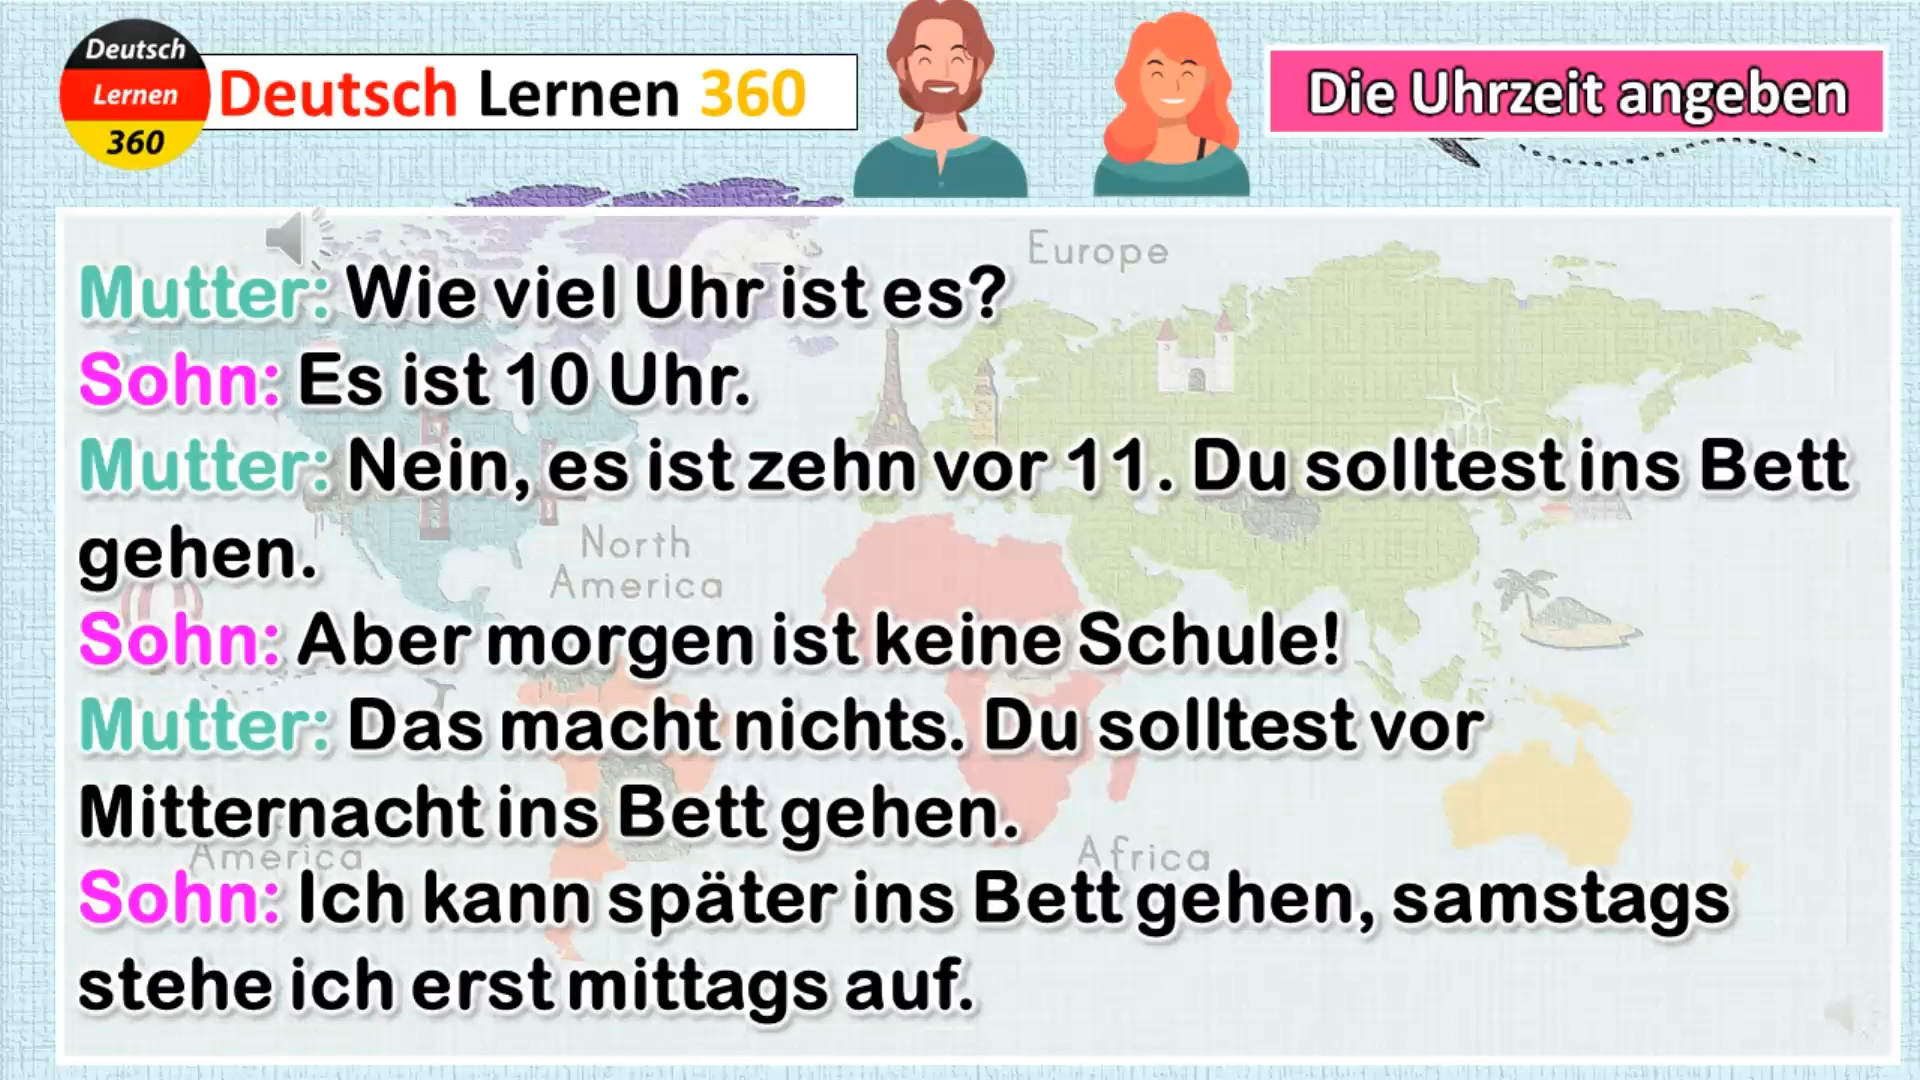 Deutsch
Lernen
360
Deutsch Lernen 360
Die Uhrzeit angeben
Europe
Mutter: Wie viel Uhr ist es?
Sohn: Es ist 10 Uhr.
Mutter: Nein, es ist zehn vor 11. Du solltest ins Bett
gehen.
North
America
Sohn: Aber morgen ist keine Schule!
Mutter: Das macht nichts. Du solltest vor
Mitternacht ins Bett gehen.
America
Africa
Sohn: Ich kann später ins Bett gehen, samstags
stehe ich erst mittags auf.